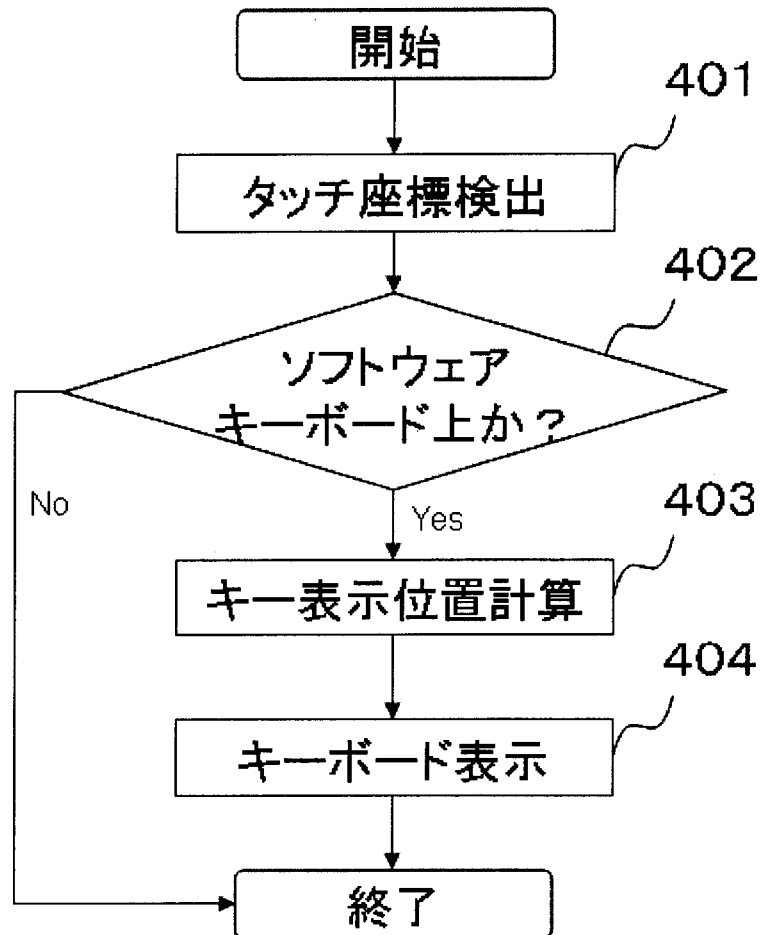 開始
401
タッチ座標検出
402
ソフトウェア
キーボード上か？
No
Yes
403
キー表示位置計算
404
キーボード表示
終了